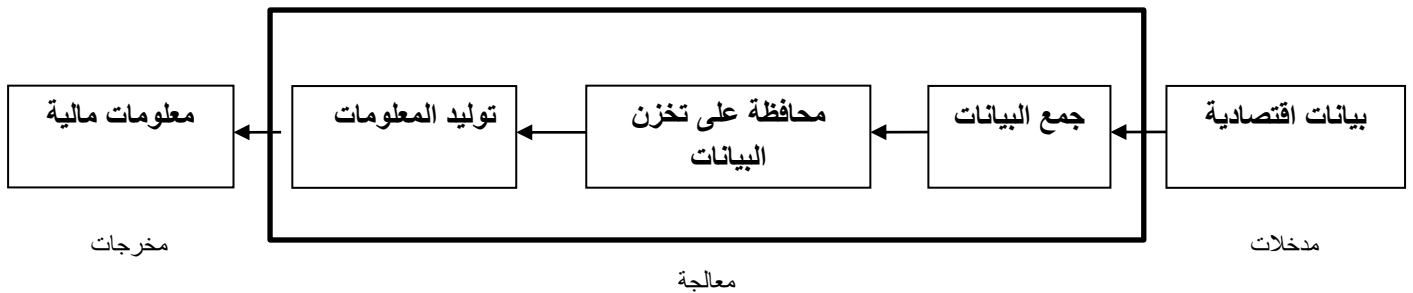 بيانات اقتصادية
جمع البيانات
محافظة على تخزن
البيانات
توليد المعلومات
معلومات مالية
مدخلات
معالجة
مخرجات